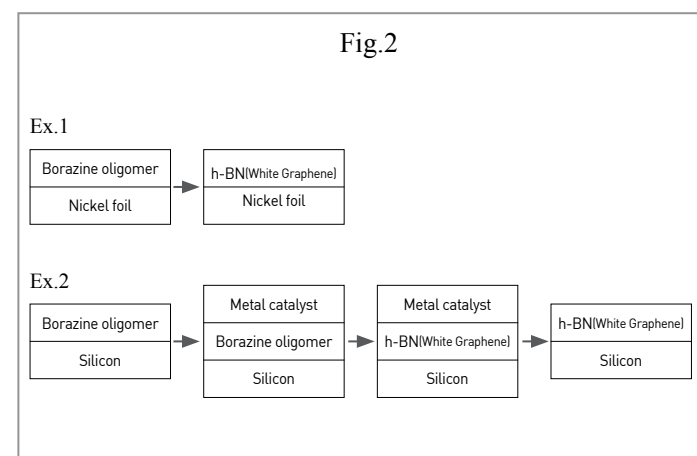 Fig.2
Ex.1
Borazine oligomer
Nickel foil
h-BN(White Graphene)
Nickel foil
Ex.2
Borazine oligomer
Silicon
Metal catalyst
Borazine oligomer
Silicon
Metal catalyst
h-BN(White Graphene)
Silicon
h-BN(White Graphene)
Silicon